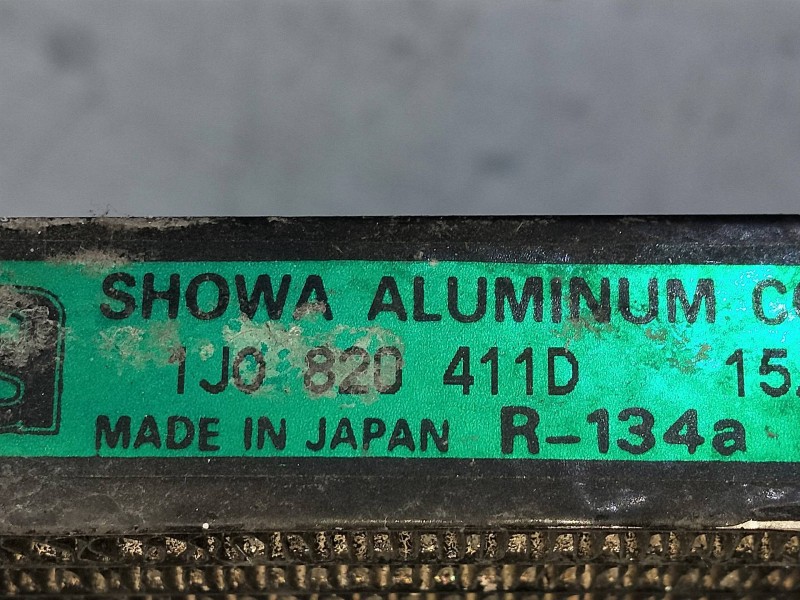 SHOWA ALUMINUM
1J0 820 411D
MADE IN JAPAN R-134a